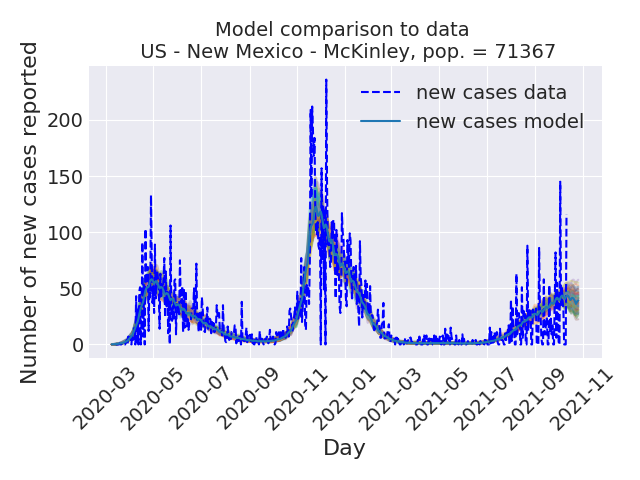 Model comparison to data
US - New Mexico - McKinley, pop. = 71367
Number of new cases reported
new cases data
new cases model
200
150
100
50
0
2020-03
2020-05
2020-07
2020-09
2020-11
2021-01
2021-03
2021-05
2021-07
2021-09
2021-11
Day